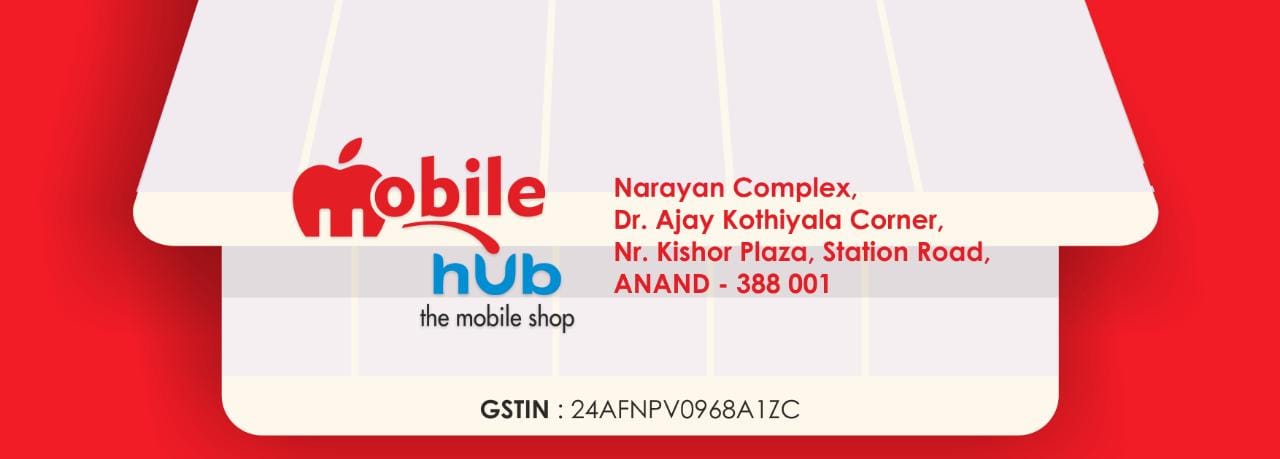 mobile
hub
the mobile shop
Narayan Complex,
Dr. Ajay Kothiyala Corner,
Nr. Kishor Plaza, Station Road,
ANAND - 388 001
GSTIN : 24AFNPV0968A1ZC